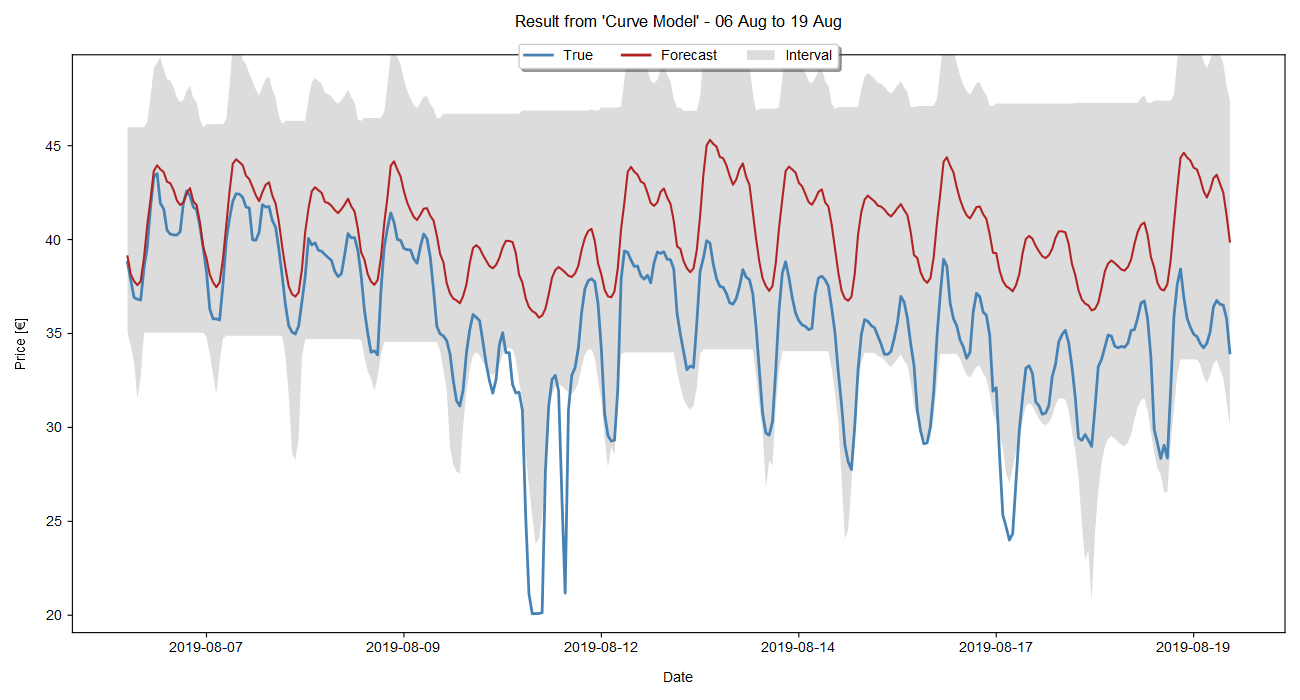 Result from 'Curve Model' - 06 Aug to 19 Aug
True Forecast Interval
Price [€]
45
40
35
30
25
20
2019-08-07 2019-08-09 2019-08-12 2019-08-14 2019-08-17 2019-08-19
Date